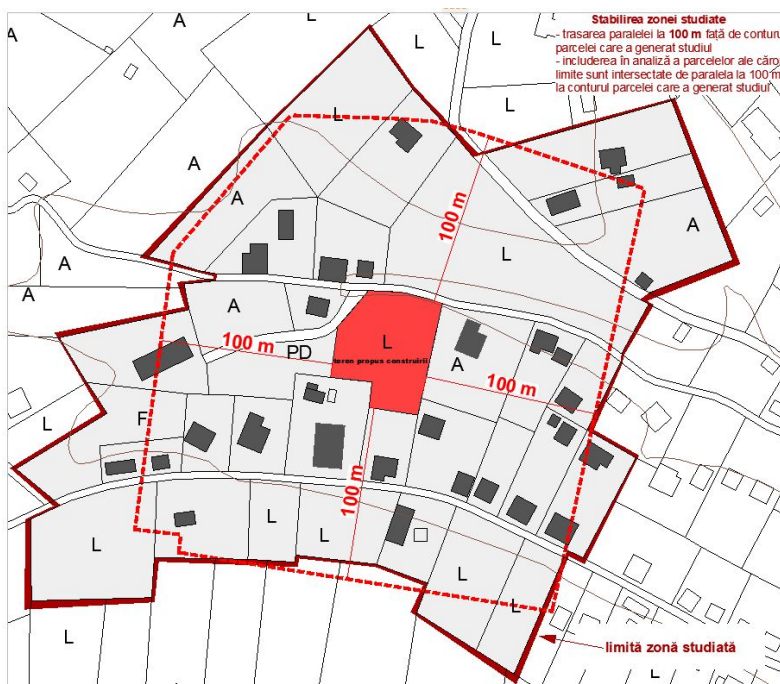 Stabilirea zonei studiate
- trasarea paralelei la 100 m față de conturu
parcelei care a generat studiul
- includerea în analiză a parcelelor ale căro
limite sunt intersectate de paralela la 100 m
la conturul parcelei care a generat studiul
A
L
L
L
L
L
A
A
A
A
L
A
A
100 m
L
A
100 m
PD
L
teren propus construirii
A
100 m
L
F
100 m
L
L
L
L
L
L
L
limită zonă studiată
L